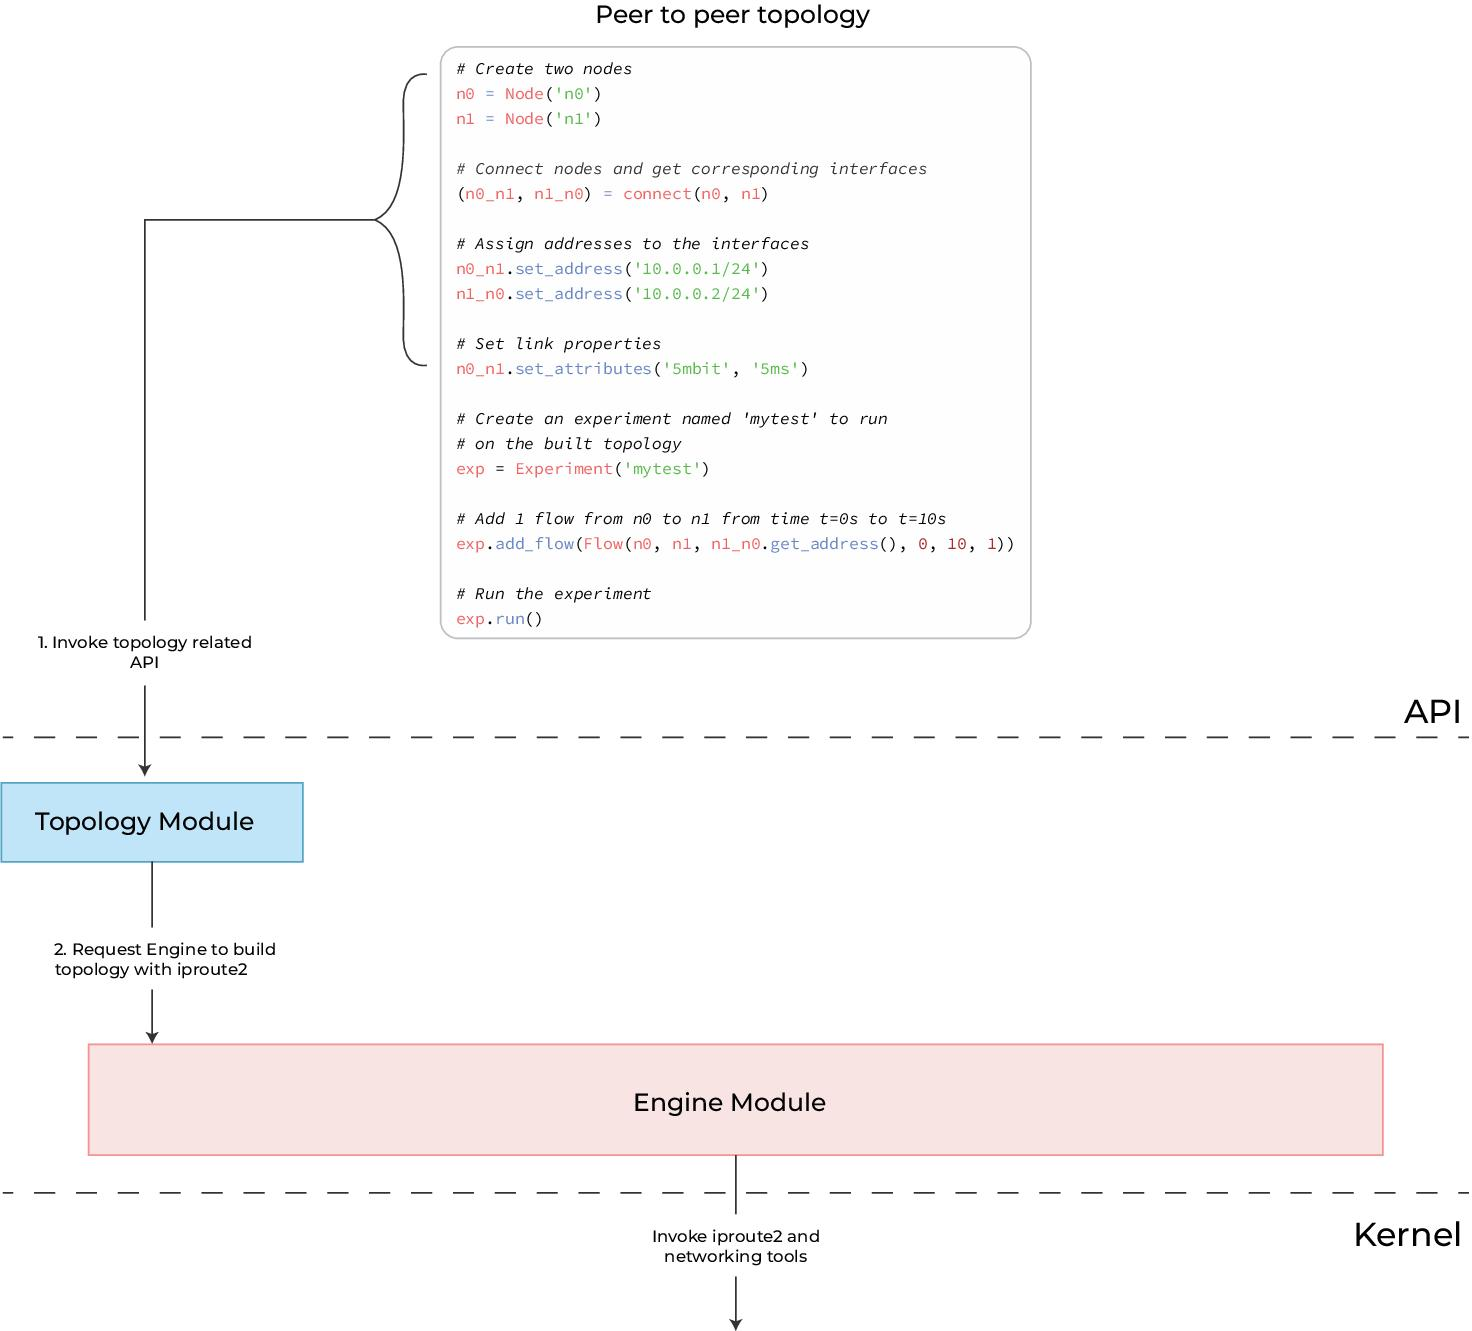 Peer to peer topology
# Create two nodes
n0 = Node('n0')
n1 = Node('n1')
# Connect nodes and get corresponding interfaces
(n0_n1, n1_n0) = connect(n0, n1)
# Assign addresses to the interfaces
n0_n1.set_address('10.0.0.1/24')
n1_n0.set_address('10.0.0.2/24')
# Set link properties
n0_n1.set_attributes('5mbit', '5ms')
# Create an experiment named 'mytest' to run
# on the built topology
exp = Experiment('mytest')
# Add 1 flow from n0 to n1 from time t=0s to t=10s
exp.add_flow(Flow(n0, n1, n1_n0.get_address(), 0, 10, 1))
# Run the experiment
exp.run()
1. Invoke topology related
API
API
Topology Module
2. Request Engine to build
topology with iproute2
Engine Module
Kernel
Invoke iproute2 and
networking tools